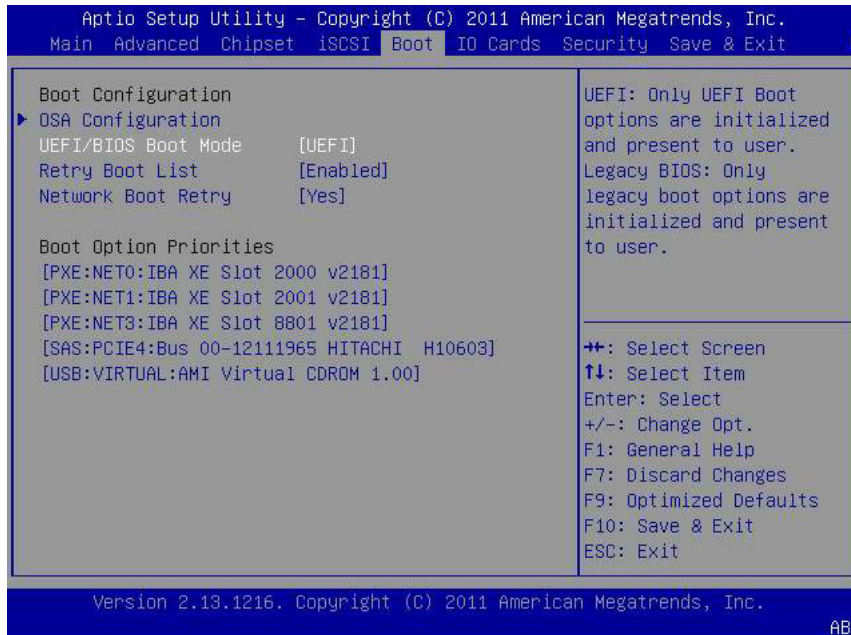 Aptio Setup Utility – Copyright (C) 2011 American Megatrends, Inc.
Main Advanced Chipset iSCSI Boot IO Cards Security Save & Exit
Boot Configuration
OSA Configuration
UEFI/BIOS Boot Mode [UEFI]
Retry Boot List [Enabled]
Network Boot Retry [Yes]
Boot Option Priorities
[PXE:NET0:IBA XE Slot 2000 v2181]
[PXE:NET1:IBA XE Slot 2001 v2181]
[PXE:NET3:IBA XE Slot 8801 v2181]
[SAS:PCIE4:Bus 00-12111965 HITACHI H10603]
[USB:VIRTUAL:AMI Virtual CDROM 1.00]
UEFI: Only UEFI Boot
options are initialized
and present to user.
Legacy BIOS: Only
legacy boot options are
initialized and present
to user.
→←: Select Screen
↑↓: Select Item
Enter: Select
+/-: Change Opt.
F1: General Help
F7: Discard Changes
F9: Optimized Defaults
F10: Save & Exit
ESC: Exit
Version 2.13.1216. Copyright (C) 2011 American Megatrends, Inc.
AB